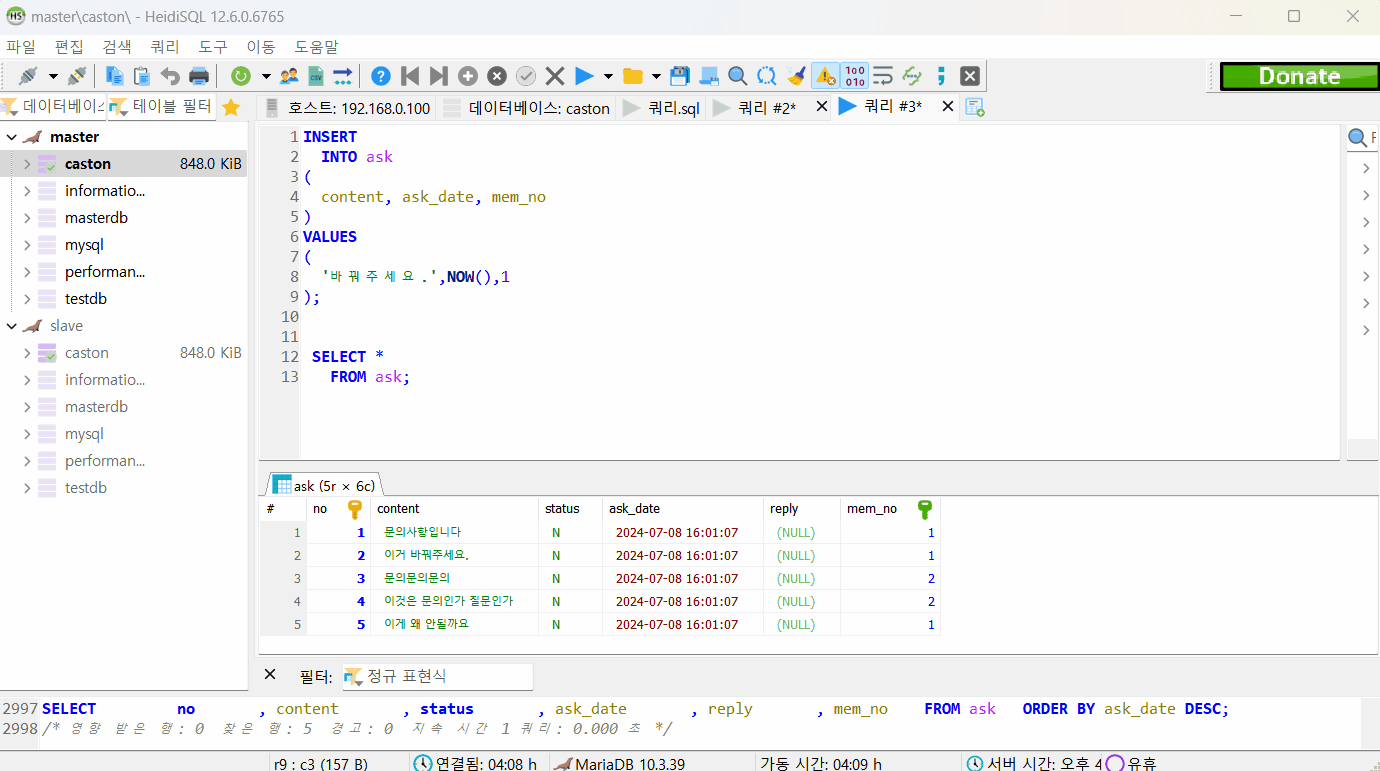 master\caston\ - HeidiSQL 12.6.0.6765
파일 편집 검색 쿼리 도구 이동 도움말
Donate
데이터베이스 테이블 필터 호스트: 192.168.0.100 데이터베이스: caston 쿼리.sql 쿼리 #2* 쿼리 #3*
master
caston 848.0 KiB
informatio...
masterdb
mysql
performan...
testdb
slave
caston 848.0 KiB
informatio...
masterdb
mysql
performan...
testdb
1 INSERT
2 INTO ask
3 (
4 content, ask_date, mem_no
5 )
6 VALUES
7 (
8 '바꿔주세요.',NOW(),1
9 );
10
11
12 SELECT *
13 FROM ask;
ask (5r × 6c)
# no content status ask_date reply mem_no
1 1 문의사항입니다 N 2024-07-08 16:01:07 (NULL) 1
2 2 이거 바꿔주세요. N 2024-07-08 16:01:07 (NULL) 1
3 3 문의문의문의 N 2024-07-08 16:01:07 (NULL) 2
4 4 이것은 문의인가 질문인가 N 2024-07-08 16:01:07 (NULL) 2
5 5 이게 왜 안될까요 N 2024-07-08 16:01:07 (NULL) 1
필터: 정규 표현식
2997 SELECT no , content , status , ask_date , reply , mem_no FROM ask ORDER BY ask_date DESC;
2998 /* 영향 받은 행: 0 찾은 행: 5 경고: 0 지속 시간 1 쿼리: 0.000 초 */
r9 : c3 (157 B) 연결됨: 04:08 h MariaDB 10.3.39 가동 시간: 04:09 h 서버 시간: 오후 4 유휴